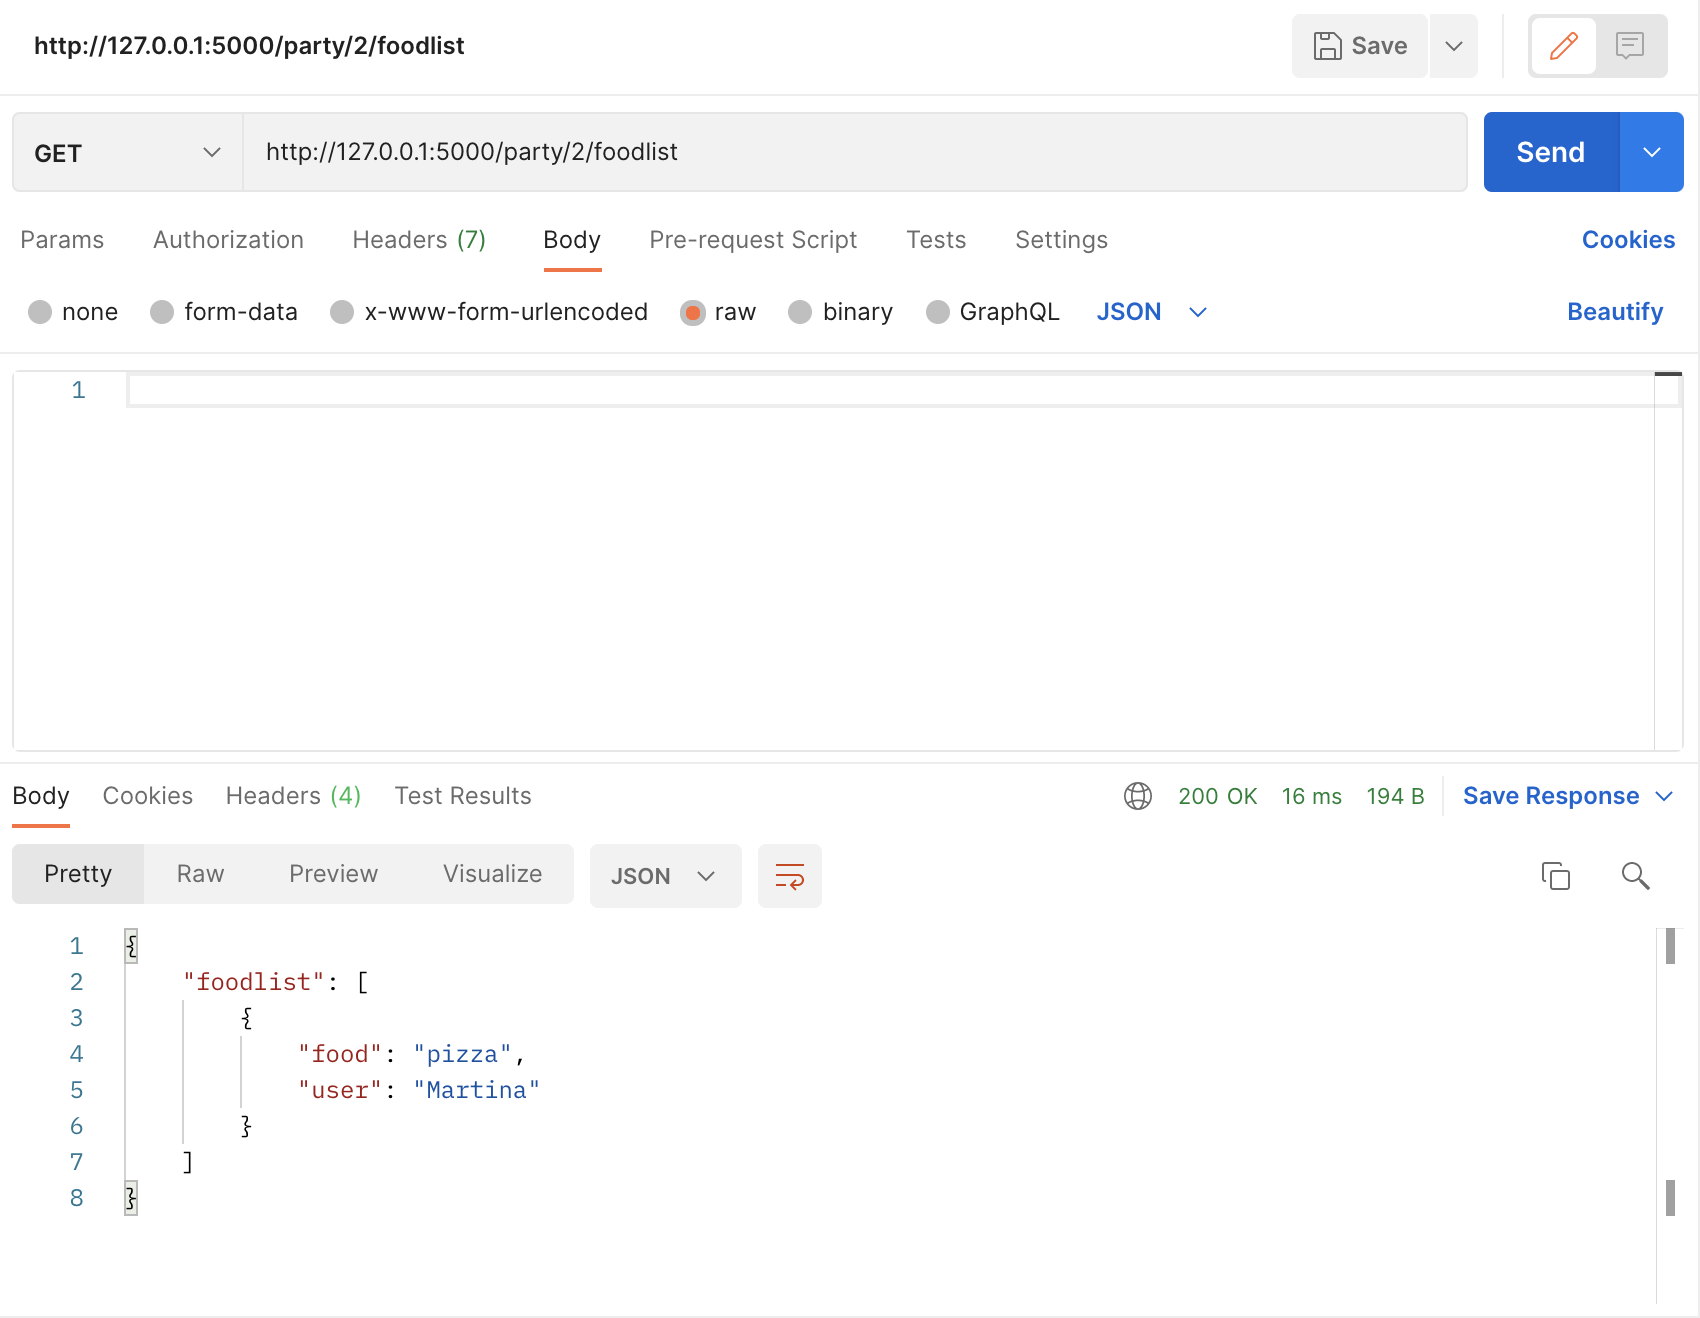 http://127.0.0.1:5000/party/2/foodlist
Save
GET
http://127.0.0.1:5000/party/2/foodlist
Send
Params Authorization Headers (7) Body Pre-request Script Tests Settings Cookies
none form-data x-www-form-urlencoded raw binary GraphQL JSON Beautify
1
Body Cookies Headers (4) Test Results 200 OK 16 ms 194 B Save Response
Pretty Raw Preview Visualize JSON
1 {
2 "foodlist": [
3 {
4 "food": "pizza",
5 "user": "Martina"
6 }
7 ]
8 }